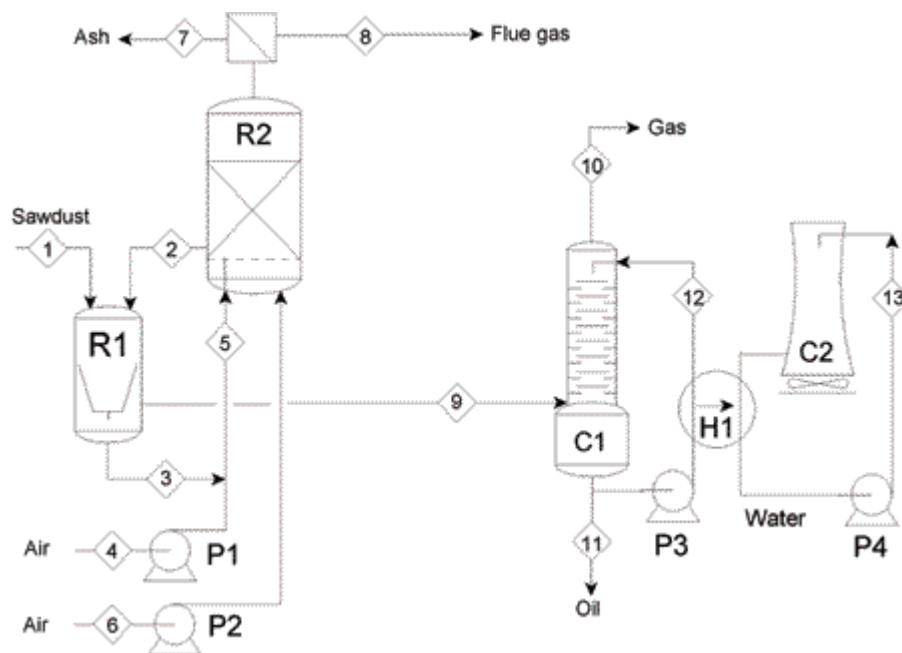 Ash
7
8
Flue gas
R2
Gas
10
Sawdust
1
2
12
13
5
R1
C2
9
H1
C1
3
Water
11
Air
4
P1
P3
P4
Oil
Air
6
P2